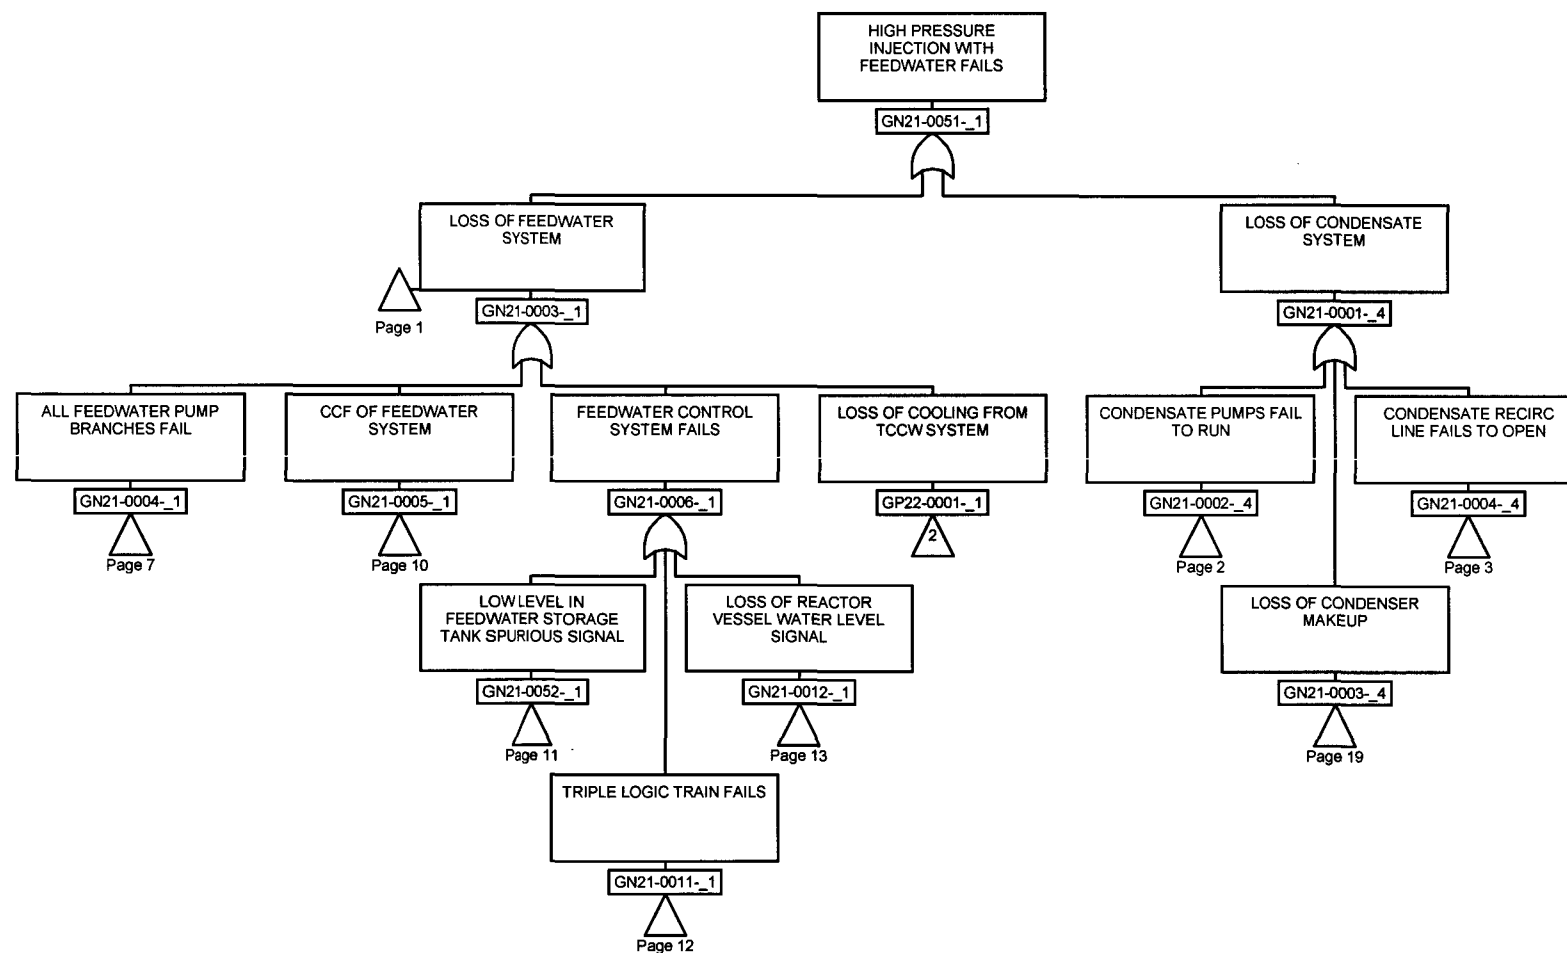 HIGH PRESSURE
INJECTION WITH
FEEDWATER FAILS
GN21-0051-_1
LOSS OF FEEDWATER
SYSTEM
Page 1
GN21-0003-_1
LOSS OF CONDENSATE
SYSTEM
GN21-0001-_4
ALL FEEDWATER PUMP
BRANCHES FAIL
GN21-0004-_1
Page 7
CCF OF FEEDWATER
SYSTEM
GN21-0005-_1
Page 10
FEEDWATER CONTROL
SYSTEM FAILS
GN21-0006-_1
LOSS OF COOLING FROM
TCCW SYSTEM
GP22-0001-_1
2
CONDENSATE PUMPS FAIL
TO RUN
GN21-0002-_4
Page 2
CONDENSATE RECIRC
LINE FAILS TO OPEN
GN21-0004-_4
Page 3
LOW LEVEL IN
FEEDWATER STORAGE
TANK SPURIOUS SIGNAL
GN21-0052-_1
Page 11
LOSS OF REACTOR
VESSEL WATER LEVEL
SIGNAL
GN21-0012-_1
Page 13
LOSS OF CONDENSER
MAKEUP
GN21-0003-_4
Page 19
TRIPLE LOGIC TRAIN FAILS
GN21-0011-_1
Page 12